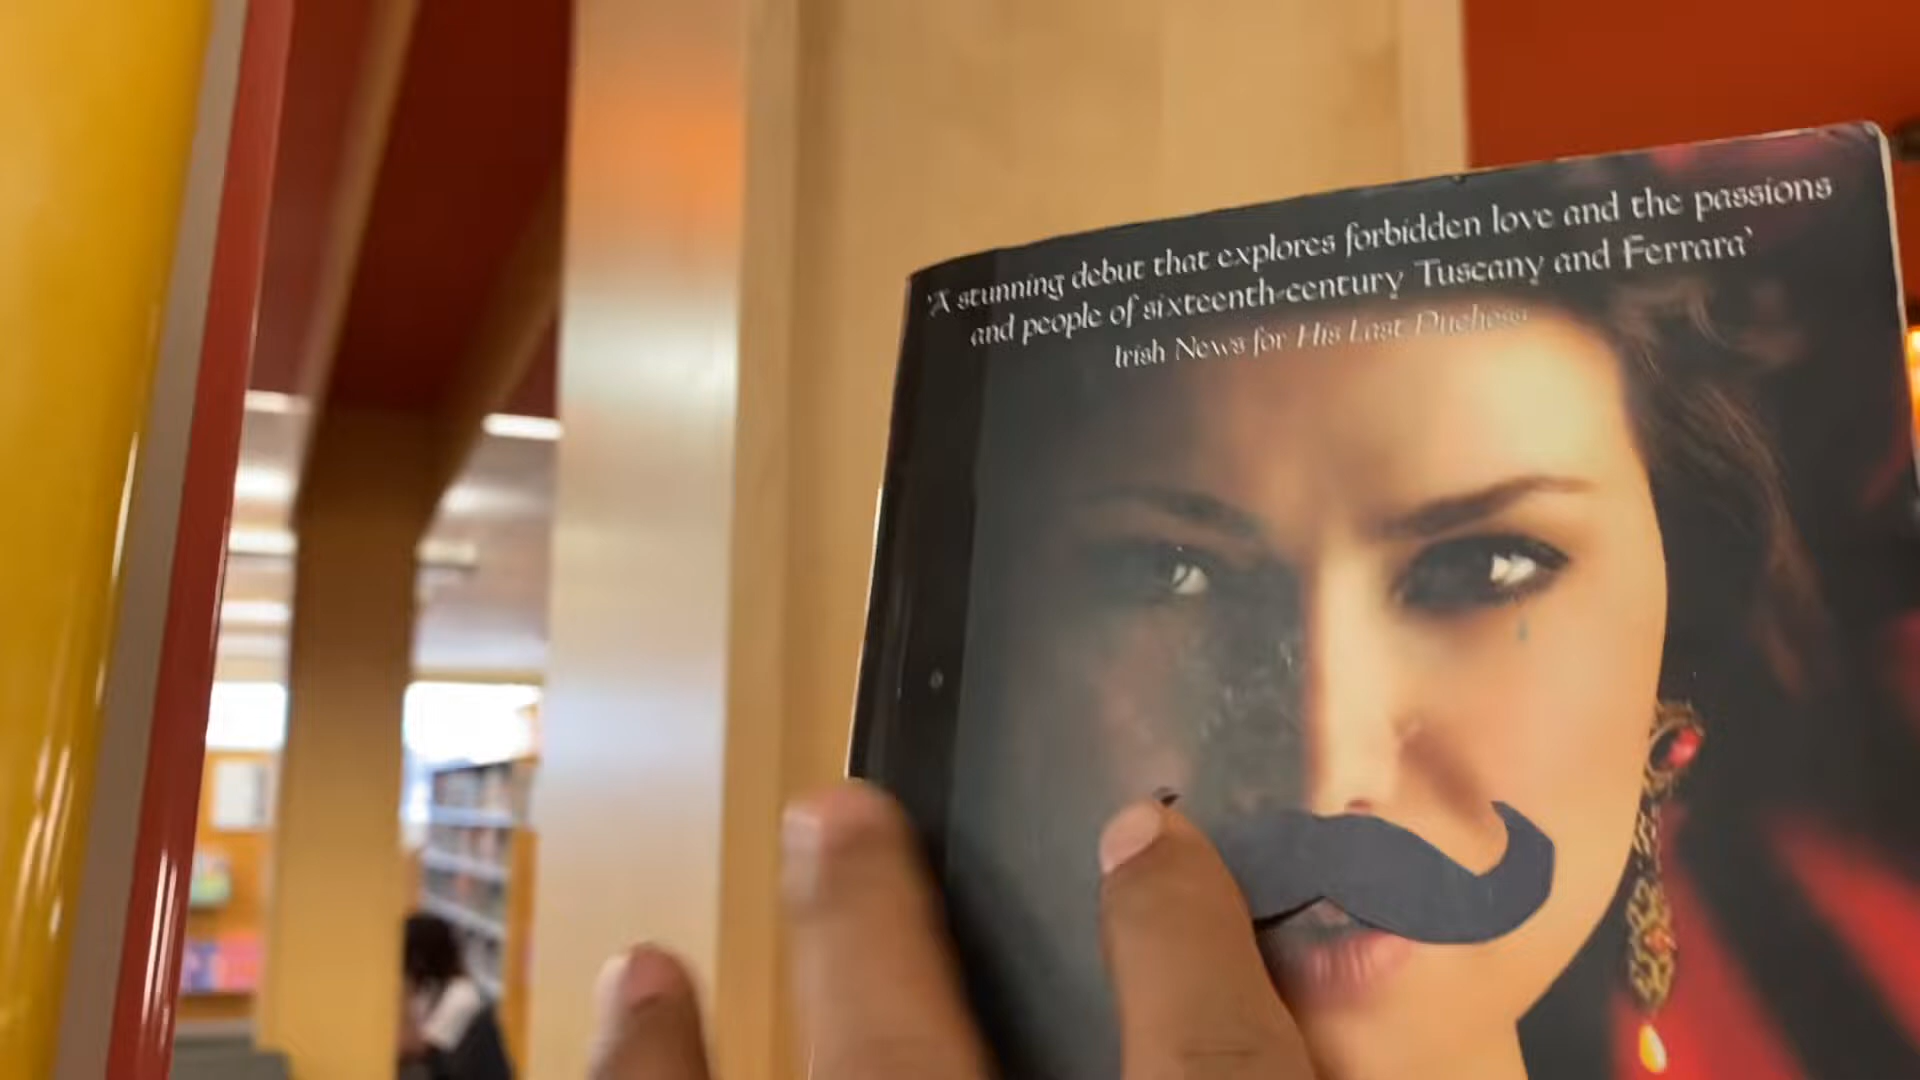 'A stunning debut that explores forbidden love and the passions
and people of sixteenth-century Tuscany and Ferrara'
Irish News for His Last Duchess